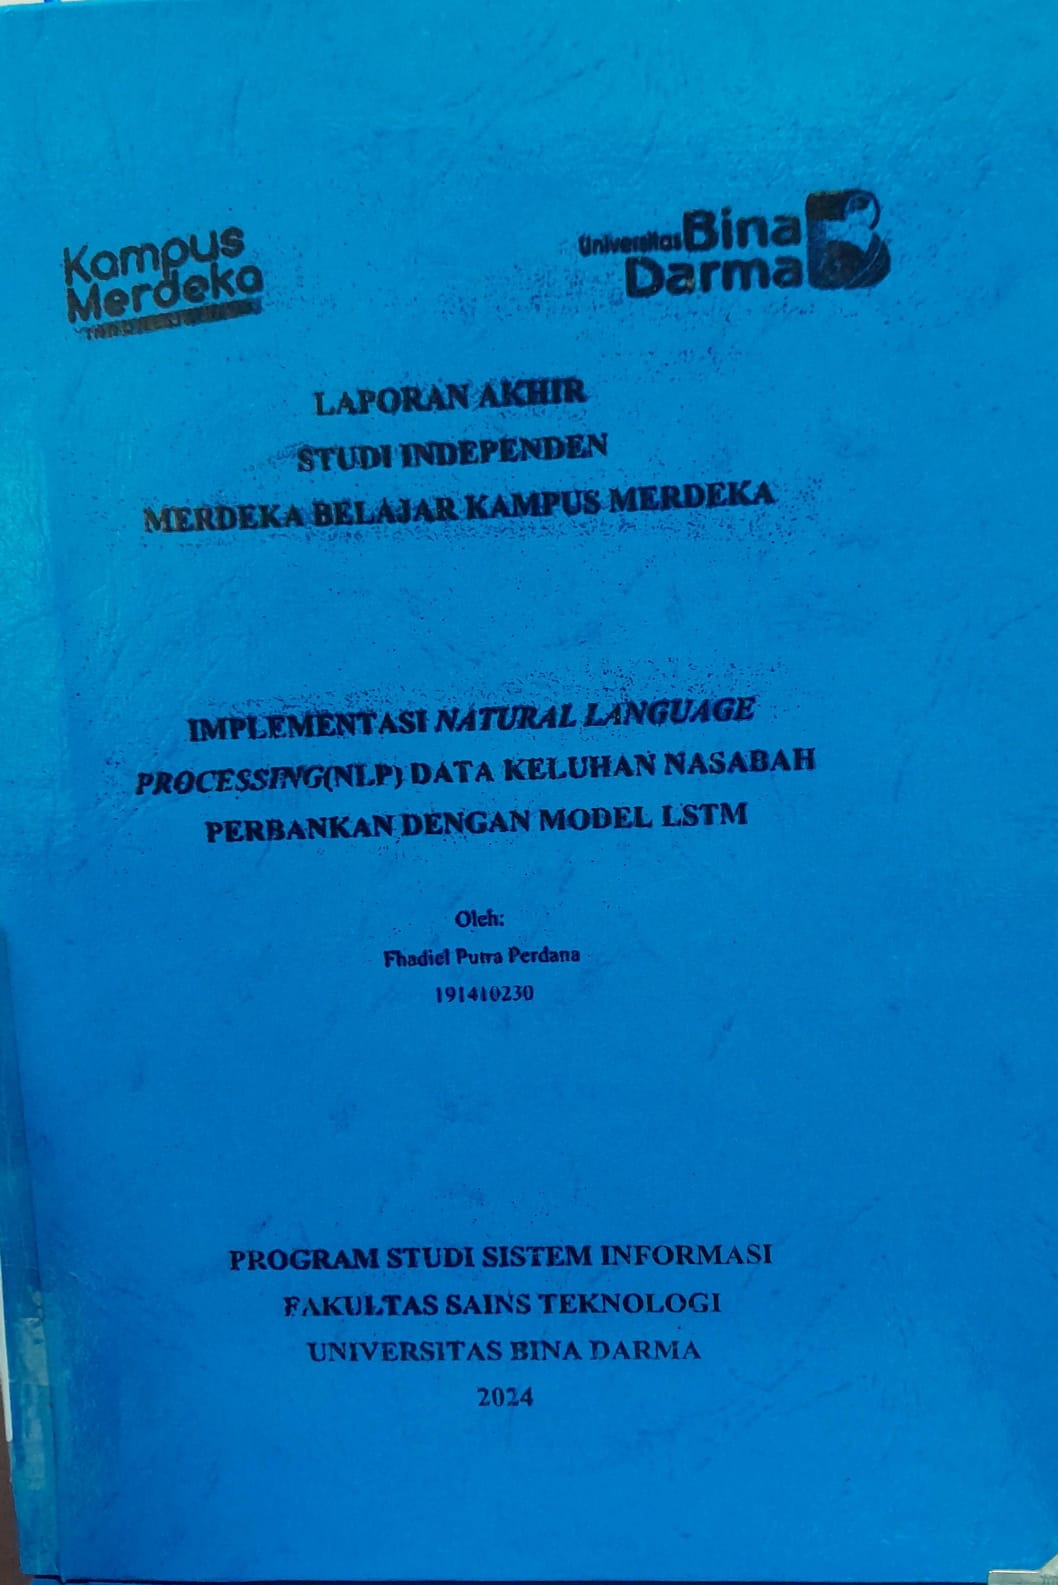 Kampus
Merdeka
Universitas Bina
Darma
LAPORAN AKHIR
STUDI INDEPENDEN
MERDEKA BELAJAR KAMPUS MERDEKA
IMPLEMENTASI NATURAL LANGUAGE
PROCESSING(NLP) DATA KELUHAN NASABAH
PERBANKAN DENGAN MODEL LSTM
Oleh:
Fhadiel Putra Perdana
191410230
PROGRAM STUDI SISTEM INFORMASI
FAKULTAS SAINS TEKNOLOGI
UNIVERSITAS BINA DARMA
2024